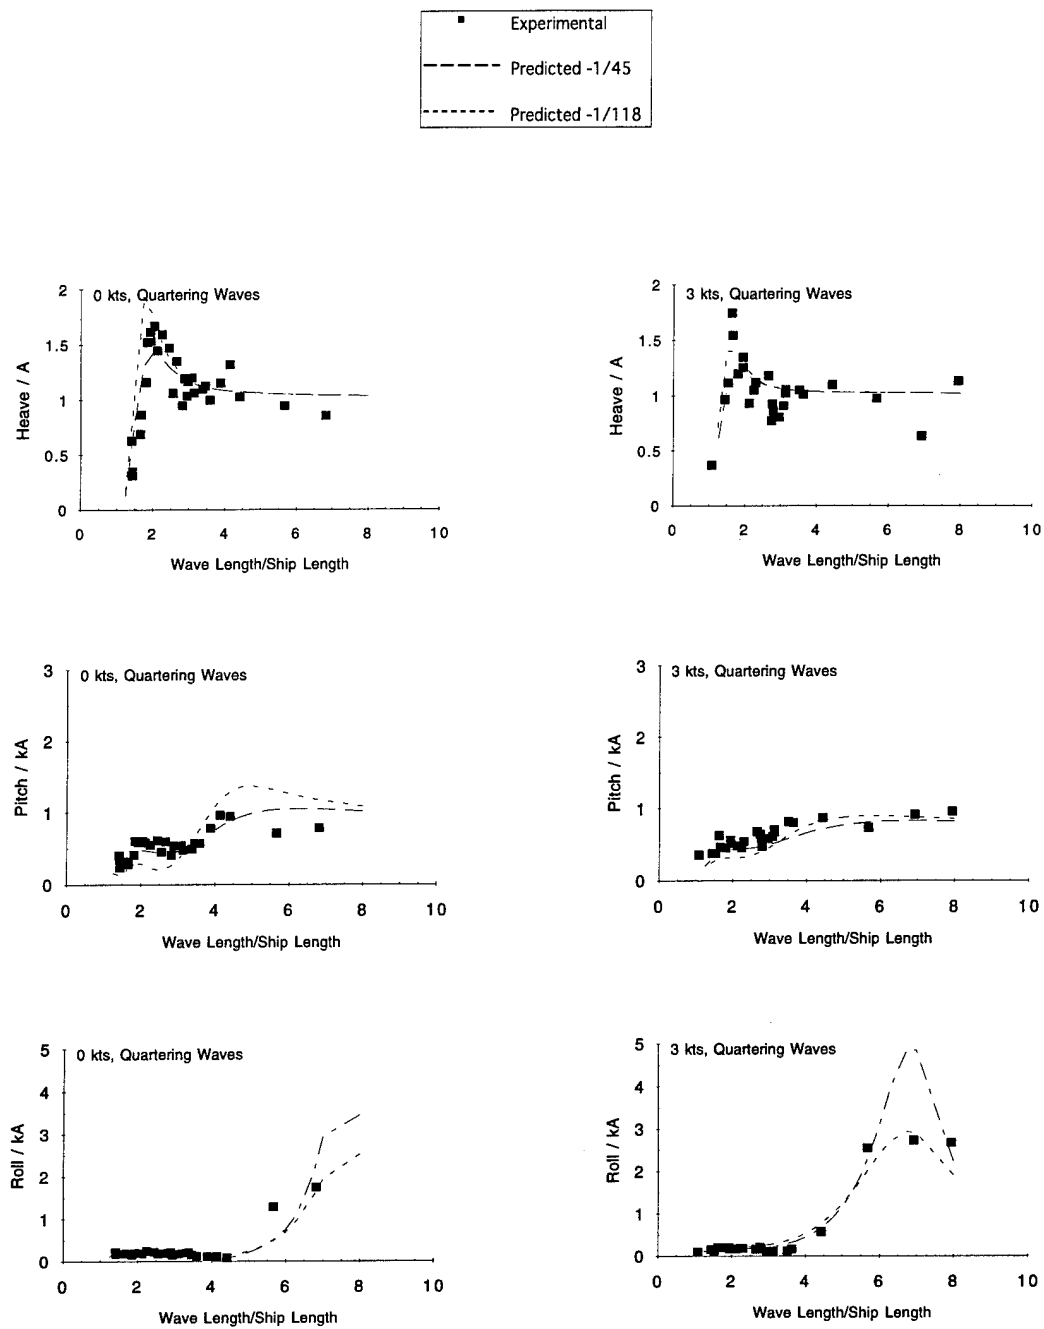 Experimental
Predicted -1/45
Predicted -1/118
0 kts, Quartering Waves
2
1.5
1
0.5
0
Heave / A
0 2 4 6 8 10
Wave Length/Ship Length
3 kts, Quartering Waves
2
1.5
1
0.5
0
Heave / A
0 2 4 6 8 10
Wave Length/Ship Length
0 kts, Quartering Waves
3
2
1
0
Pitch / kA
0 2 4 6 8 10
Wave Length/Ship Length
3 kts, Quartering Waves
3
2
1
0
Pitch / kA
0 2 4 6 8 10
Wave Length/Ship Length
0 kts, Quartering Waves
5
4
3
2
1
0
Roll / kA
0 2 4 6 8 10
Wave Length/Ship Length
3 kts, Quartering Waves
5
4
3
2
1
0
Roll / kA
0 2 4 6 8 10
Wave Length/Ship Length